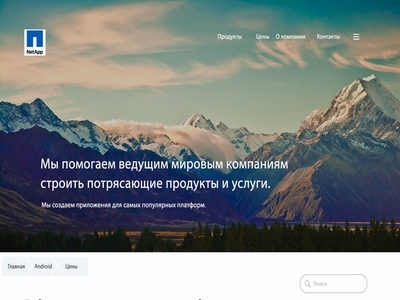 NetApp
Продукты Цены О компании Контакты
Мы помогаем ведущим мировым компаниям
строить потрясающие продукты и услуги.
Мы создаем приложения для самых популярных платформ.
Главная Android Цены
Поиск